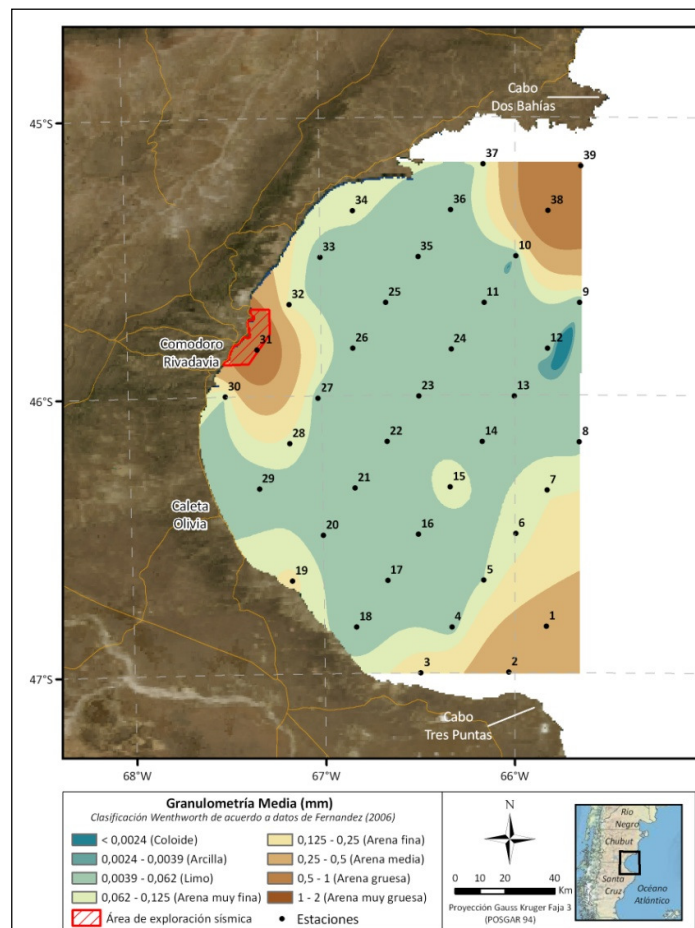 Cabo
Dos Bahías
45°S
37
39
36
38
34
35
10
33
32
25
11
9
26
24
12
31
Comodoro
Rivadavia
46°S
30
27
23
13
28
22
14
8
15
29
21
7
Caleta
Olivia
20
16
6
19
17
5
18
4
1
3
2
47°S
Cabo
Tres Puntas
68°W
67°W
66°W
Granulometría Media (mm)
Clasificación Wenthworth de acuerdo a datos de Fernandez (2006)
< 0,0024 (Coloide)
0,125 - 0,25 (Arena fina)
0,0024 - 0,0039 (Arcilla)
0,25 - 0,5 (Arena media)
0,0039 - 0,062 (Limo)
0,5 - 1 (Arena gruesa)
0,062 - 0,125 (Arena muy fina)
1 - 2 (Arena muy gruesa)
Área de exploración sísmica
Estaciones
N
0
10
20
40
Km
Proyección Gauss Kruger Faja 3
(POSGAR 94)
Río
Negro
Chubut
Santa
Cruz
Océano
Atlántico